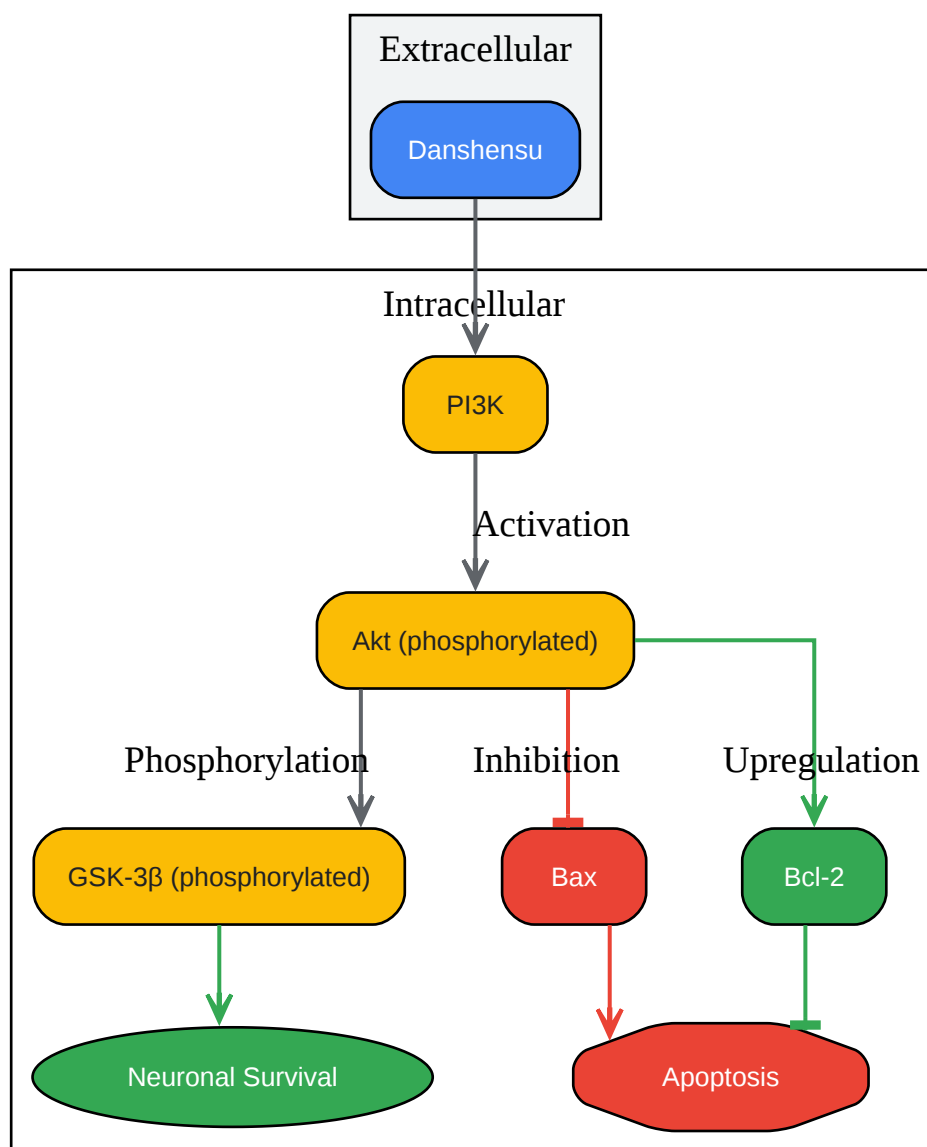 Extracellular
Danshensu
Intracellular
PI3K
Activation
Akt (phosphorylated)
Phosphorylation
Inhibition
Upregulation
GSK-3β (phosphorylated)
Bax
Bcl-2
Neuronal Survival
Apoptosis